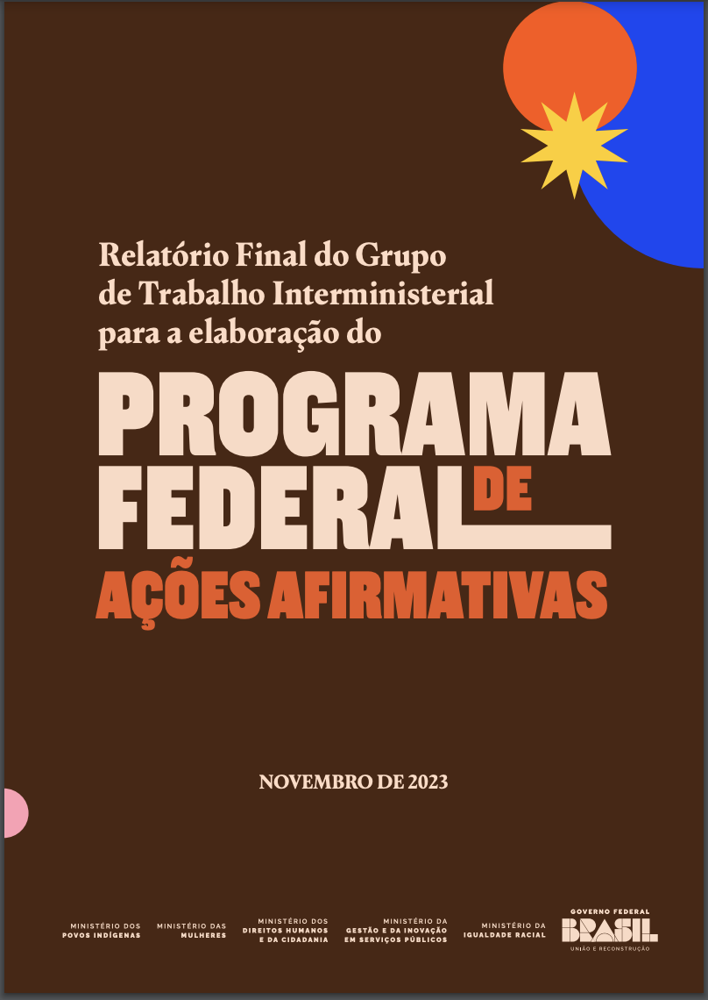 Relatório Final do Grupo
de Trabalho Interministerial
para a elaboração do
PROGRAMA
FEDERAL DE
AÇÕES AFIRMATIVAS
NOVEMBRO DE 2023
MINISTÉRIO DOS
POVOS INDÍGENAS
MINISTÉRIO DAS
MULHERES
MINISTÉRIO DOS
DIREITOS HUMANOS
E DA CIDADANIA
MINISTÉRIO DA
GESTÃO E DA INOVAÇÃO
EM SERVIÇOS PÚBLICOS
MINISTÉRIO DA
IGUALDADE RACIAL
GOVERNO FEDERAL
BRASIL
UNIÃO E RECONSTRUÇÃO